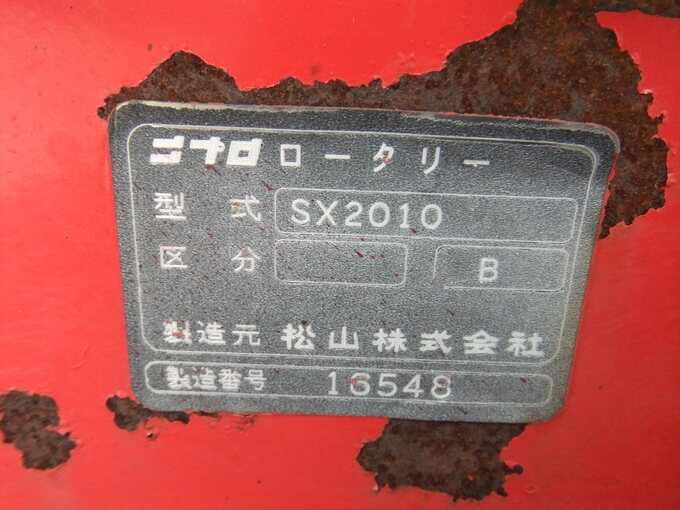 ニプロ ロータリー
型式 SX2010
区分 B
製造元 松山株式会社
製造番号 16548